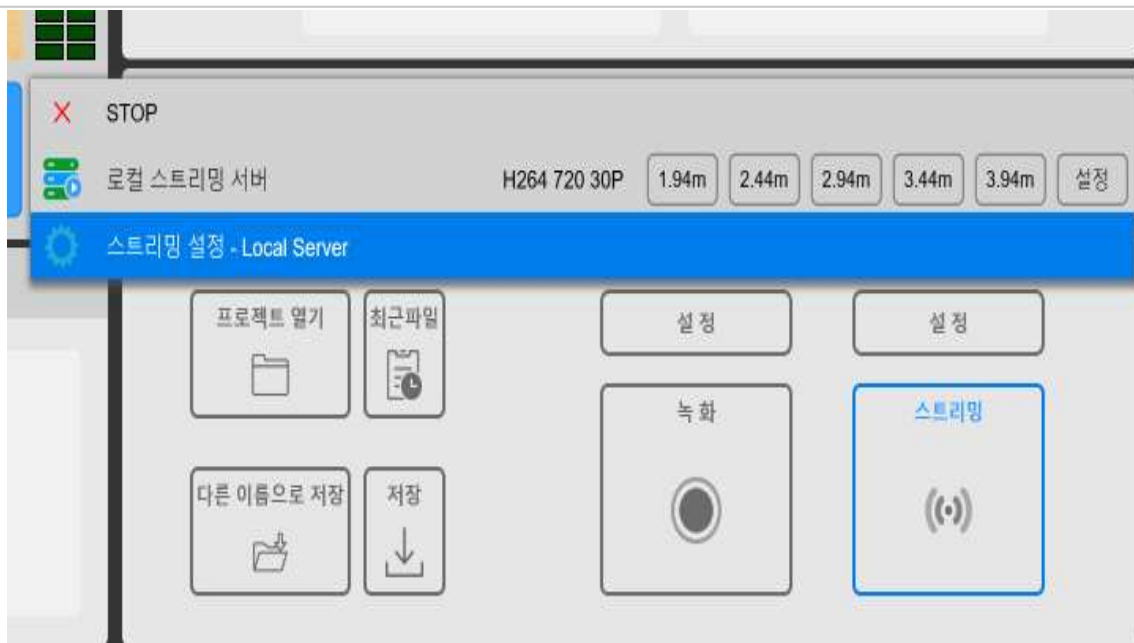 STOP
로컬 스트리밍 서버 H264 720 30P 1.94m 2.44m 2.94m 3.44m 3.94m 설정
스트리밍 설정 - Local Server
프로젝트 열기 최근파일 설 정 설 정
녹 화 스트리밍
다른 이름으로 저장 저장